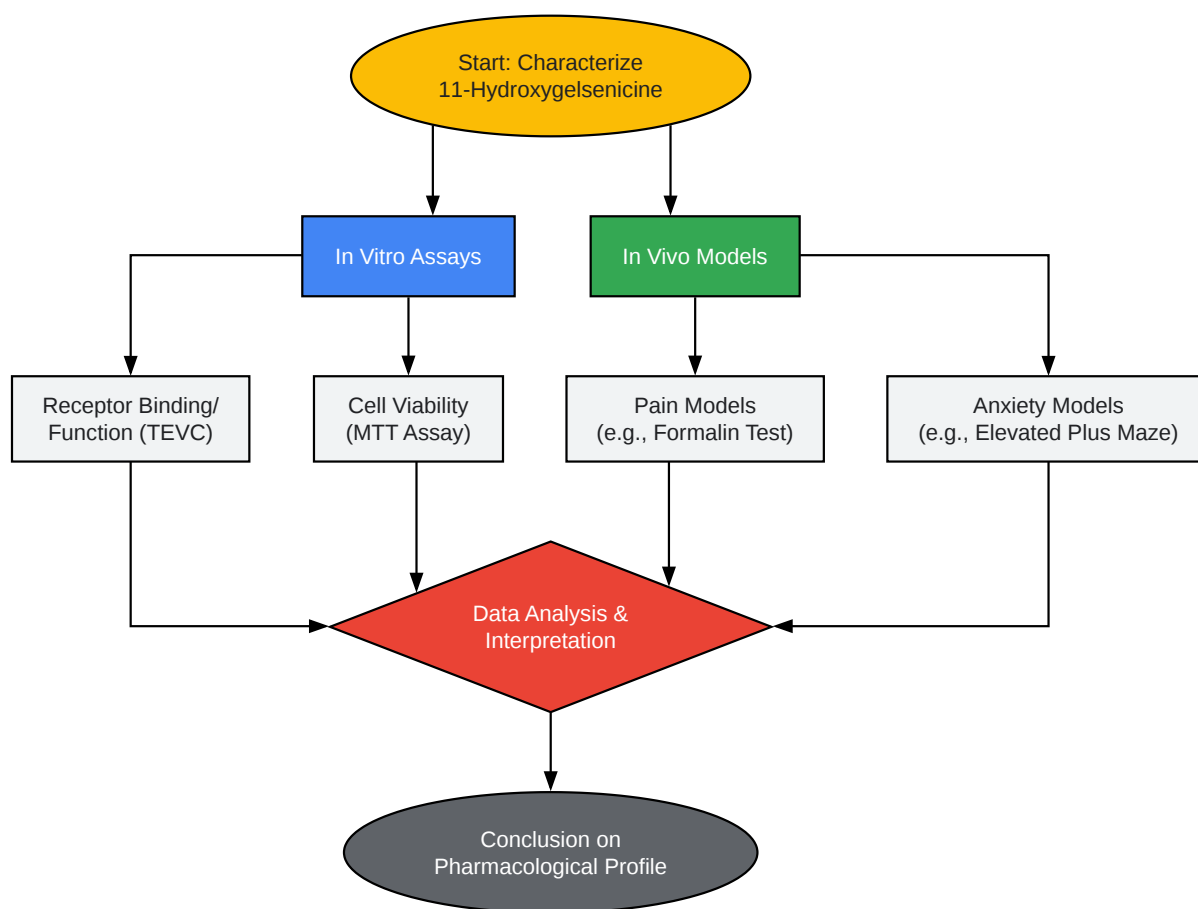 Start: Characterize
11-Hydroxygelsenicine
In Vitro Assays
In Vivo Models
Receptor Binding/
Function (TEVC)
Cell Viability
(MTT Assay)
Pain Models
(e.g., Formalin Test)
Anxiety Models
(e.g., Elevated Plus Maze)
Data Analysis &
Interpretation
Conclusion on
Pharmacological Profile